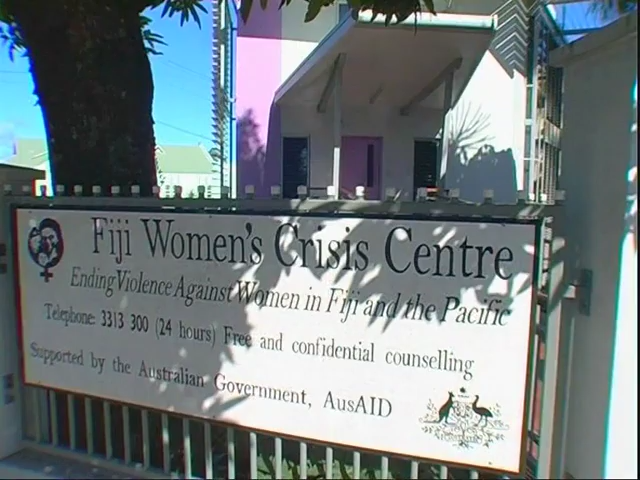 Fiji Women's Crisis Centre
Ending Violence Against Women in Fiji and the Pacific
Telephone: 3313 300 (24 hours) Free and confidential counselling
Supported by the Australian Government, AusAID